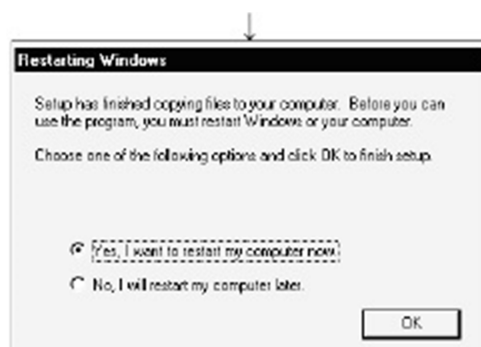 Restarting Windows
Setup has finished copying files to your computer. Before you can
use the program, you must restart Windows or your computer.
Choose one of the following options and click OK to finish setup.
Yes, I want to restart my computer now.
No, I will restart my computer later.
OK